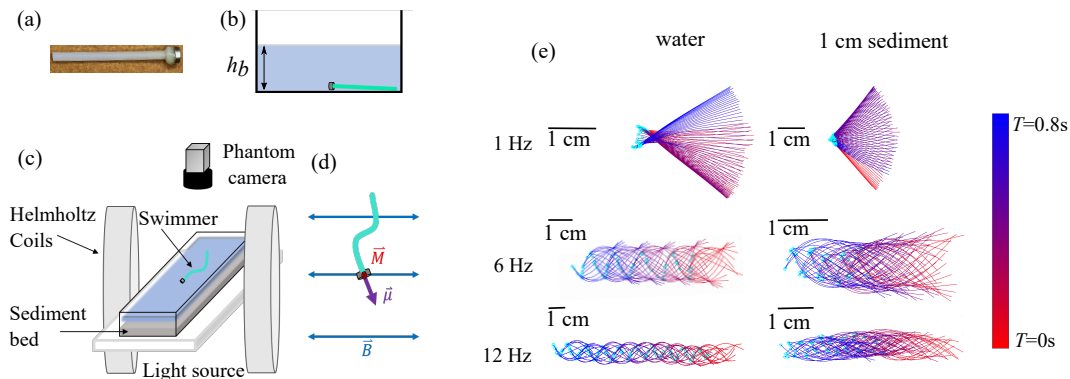 (a)
(b)
h_b
(c)
Phantom
camera
(d)
Helmholtz
Coils
Swimmer
M⃗
μ⃗
Sediment
bed
B⃗
Light source
(e)
water
1 cm sediment
1 Hz
1 cm
1 cm
T=0.8s
6 Hz
1 cm
1 cm
12 Hz
1 cm
1 cm
T=0s